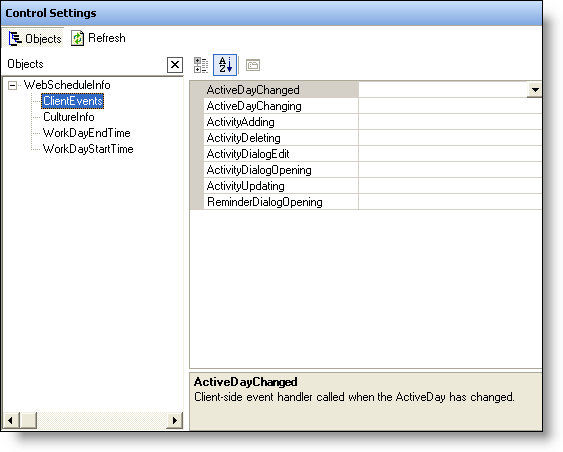 Control Settings
Objects Refresh
Objects
WebScheduleInfo
ClientEvents
CultureInfo
WorkDayEndTime
WorkDayStartTime
A
Z
ActiveDayChanged
ActiveDayChanging
ActivityAdding
ActivityDeleting
ActivityDialogEdit
ActivityDialogOpening
ActivityUpdating
ReminderDialogOpening
ActiveDayChanged
Client-side event handler called when the ActiveDay has changed.